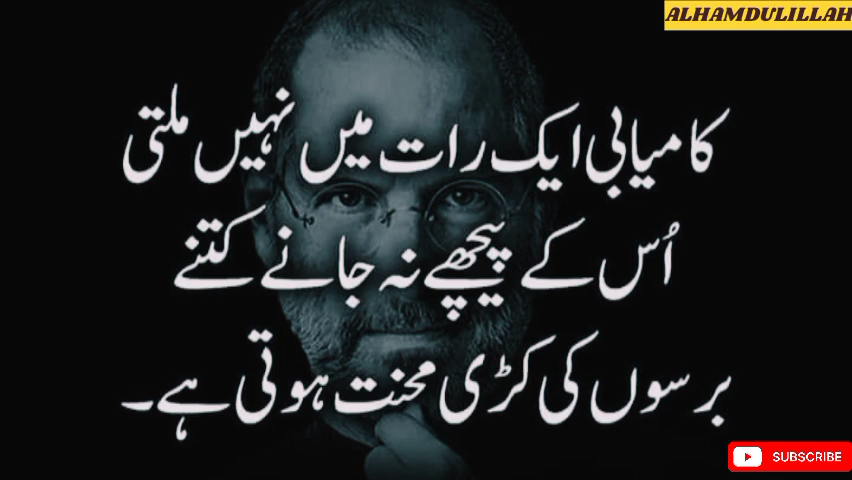 ALHAMDULILLAH
کامیابی ایک رات میں نہیں ملتی
اُس کے پیچھے نہ جانے کتنے
برسوں کی کڑی محنت ہوتی ہے۔
SUBSCRIBE